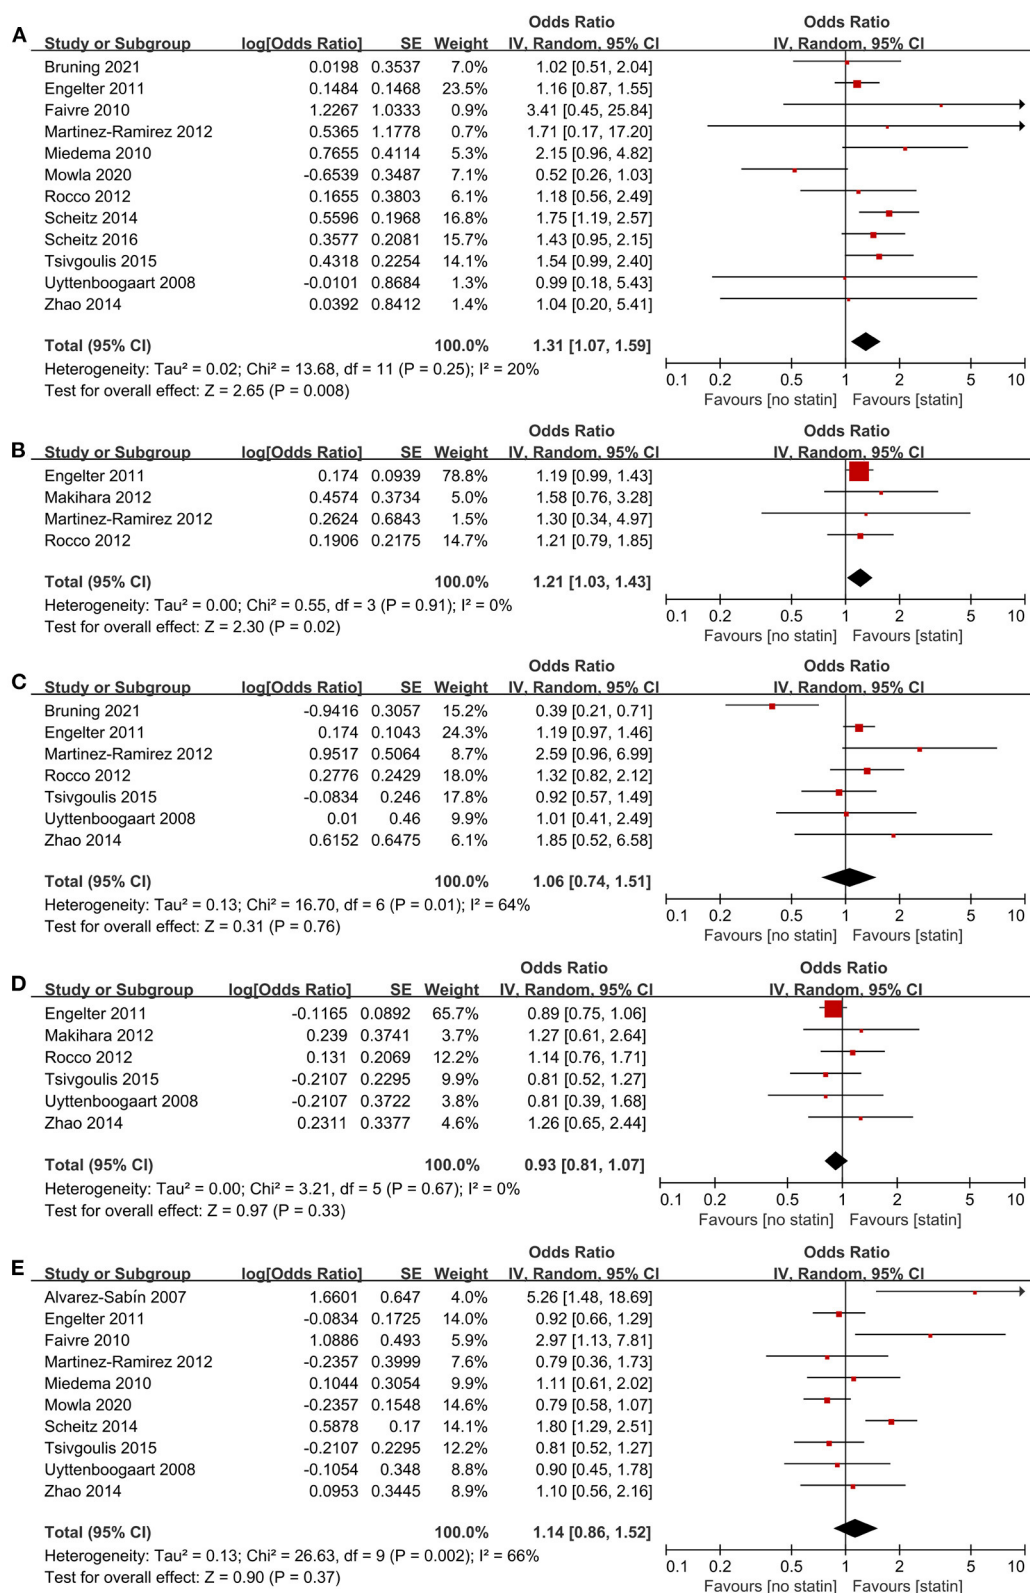 Odds Ratio Odds Ratio
A Study or Subgroup log[Odds Ratio] SE Weight IV, Random, 95% CI IV, Random, 95% CI
Bruning 2021 0.0198 0.3537 7.0% 1.02 [0.51, 2.04]
Engelter 2011 0.1484 0.1468 23.5% 1.16 [0.87, 1.55]
Faivre 2010 1.2267 1.0333 0.9% 3.41 [0.45, 25.84]
Martinez-Ramirez 2012 0.5365 1.1778 0.7% 1.71 [0.17, 17.20]
Miedema 2010 0.7655 0.4114 5.3% 2.15 [0.96, 4.82]
Mowla 2020 -0.6539 0.3487 7.1% 0.52 [0.26, 1.03]
Rocco 2012 0.1655 0.3803 6.1% 1.18 [0.56, 2.49]
Scheitz 2014 0.5596 0.1968 16.8% 1.75 [1.19, 2.57]
Scheitz 2016 0.3577 0.2081 15.7% 1.43 [0.95, 2.15]
Tsivgoulis 2015 0.4318 0.2254 14.1% 1.54 [0.99, 2.40]
Uyttenboogaart 2008 -0.0101 0.8684 1.3% 0.99 [0.18, 5.43]
Zhao 2014 0.0392 0.8412 1.4% 1.04 [0.20, 5.41]
Total (95% CI) 100.0% 1.31 [1.07, 1.59]
Heterogeneity: Tau² = 0.02; Chi² = 13.68, df = 11 (P = 0.25); I² = 20%
Test for overall effect: Z = 2.65 (P = 0.008)
0.1 0.2 0.5 1 2 5 10
Favours [no statin] Favours [statin]
Odds Ratio Odds Ratio
B Study or Subgroup log[Odds Ratio] SE Weight IV, Random, 95% CI IV, Random, 95% CI
Engelter 2011 0.174 0.0939 78.8% 1.19 [0.99, 1.43]
Makihara 2012 0.4574 0.3734 5.0% 1.58 [0.76, 3.28]
Martinez-Ramirez 2012 0.2624 0.6843 1.5% 1.30 [0.34, 4.97]
Rocco 2012 0.1906 0.2175 14.7% 1.21 [0.79, 1.85]
Total (95% CI) 100.0% 1.21 [1.03, 1.43]
Heterogeneity: Tau² = 0.00; Chi² = 0.55, df = 3 (P = 0.91); I² = 0%
Test for overall effect: Z = 2.30 (P = 0.02)
0.1 0.2 0.5 1 2 5 10
Favours [no statin] Favours [statin]
Odds Ratio Odds Ratio
C Study or Subgroup log[Odds Ratio] SE Weight IV, Random, 95% CI IV, Random, 95% CI
Bruning 2021 -0.9416 0.3057 15.2% 0.39 [0.21, 0.71]
Engelter 2011 0.174 0.1043 24.3% 1.19 [0.97, 1.46]
Martinez-Ramirez 2012 0.9517 0.5064 8.7% 2.59 [0.96, 6.99]
Rocco 2012 0.2776 0.2429 18.0% 1.32 [0.82, 2.12]
Tsivgoulis 2015 -0.0834 0.246 17.8% 0.92 [0.57, 1.49]
Uyttenboogaart 2008 0.01 0.46 9.9% 1.01 [0.41, 2.49]
Zhao 2014 0.6152 0.6475 6.1% 1.85 [0.52, 6.58]
Total (95% CI) 100.0% 1.06 [0.74, 1.51]
Heterogeneity: Tau² = 0.13; Chi² = 16.70, df = 6 (P = 0.01); I² = 64%
Test for overall effect: Z = 0.31 (P = 0.76)
0.1 0.2 0.5 1 2 5 10
Favours [no statin] Favours [statin]
Odds Ratio Odds Ratio
D Study or Subgroup log[Odds Ratio] SE Weight IV, Random, 95% CI IV, Random, 95% CI
Engelter 2011 -0.1165 0.0892 65.7% 0.89 [0.75, 1.06]
Makihara 2012 0.239 0.3741 3.7% 1.27 [0.61, 2.64]
Rocco 2012 0.131 0.2069 12.2% 1.14 [0.76, 1.71]
Tsivgoulis 2015 -0.2107 0.2295 9.9% 0.81 [0.52, 1.27]
Uyttenboogaart 2008 -0.2107 0.3722 3.8% 0.81 [0.39, 1.68]
Zhao 2014 0.2311 0.3377 4.6% 1.26 [0.65, 2.44]
Total (95% CI) 100.0% 0.93 [0.81, 1.07]
Heterogeneity: Tau² = 0.00; Chi² = 3.21, df = 5 (P = 0.67); I² = 0%
Test for overall effect: Z = 0.97 (P = 0.33)
0.1 0.2 0.5 1 2 5 10
Favours [no statin] Favours [statin]
Odds Ratio Odds Ratio
E Study or Subgroup log[Odds Ratio] SE Weight IV, Random, 95% CI IV, Random, 95% CI
Alvarez-Sabín 2007 1.6601 0.647 4.0% 5.26 [1.48, 18.69]
Engelter 2011 -0.0834 0.1725 14.0% 0.92 [0.66, 1.29]
Faivre 2010 1.0886 0.493 5.9% 2.97 [1.13, 7.81]
Martinez-Ramirez 2012 -0.2357 0.3999 7.6% 0.79 [0.36, 1.73]
Miedema 2010 0.1044 0.3054 9.9% 1.11 [0.61, 2.02]
Mowla 2020 -0.2357 0.1548 14.6% 0.79 [0.58, 1.07]
Scheitz 2014 0.5878 0.17 14.1% 1.80 [1.29, 2.51]
Tsivgoulis 2015 -0.2107 0.2295 12.2% 0.81 [0.52, 1.27]
Uyttenboogaart 2008 -0.1054 0.348 8.8% 0.90 [0.45, 1.78]
Zhao 2014 0.0953 0.3445 8.9% 1.10 [0.56, 2.16]
Total (95% CI) 100.0% 1.14 [0.86, 1.52]
Heterogeneity: Tau² = 0.13; Chi² = 26.63, df = 9 (P = 0.002); I² = 66%
Test for overall effect: Z = 0.90 (P = 0.37)
0.1 0.2 0.5 1 2 5 10
Favours [no statin] Favours [statin]